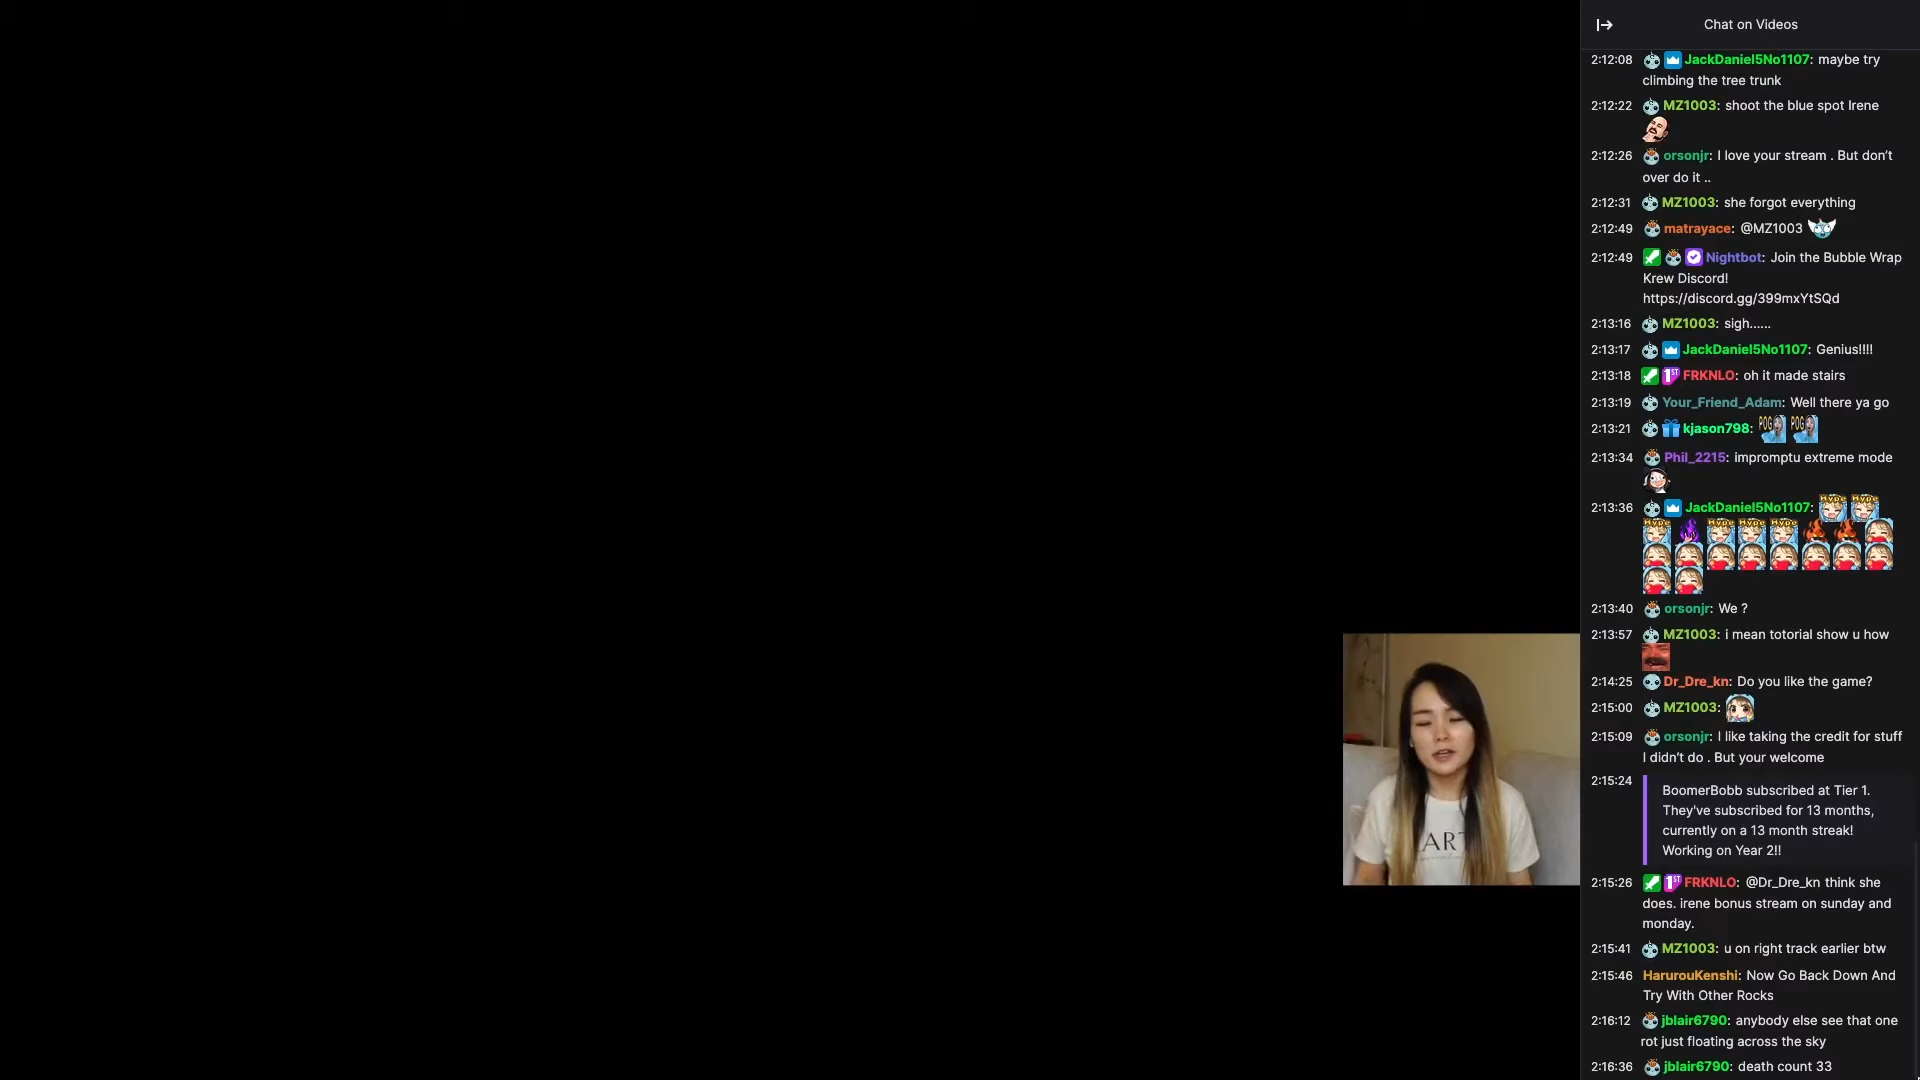 Chat on Videos
2:12:08 JackDaniel5No1107: maybe try
climbing the tree trunk
2:12:22 MZ1003: shoot the blue spot Irene
2:12:26 orsonjr: I love your stream . But don't
over do it ..
2:12:31 MZ1003: she forgot everything
2:12:49 matrayace: @MZ1003
2:12:49 Nightbot: Join the Bubble Wrap
Krew Discord!
https://discord.gg/399mxYtSQd
2:13:16 MZ1003: sigh......
2:13:17 JackDaniel5No1107: Genius!!!!
2:13:18 1ST FRKNLO: oh it made stairs
2:13:19 Your_Friend_Adam: Well there ya go
2:13:21 kjason798: POG POG
2:13:34 Phil_2215: impromptu extreme mode
2:13:36 JackDaniel5No1107: Hype Hype
Hype Hype Hype Hype
2:13:40 orsonjr: We ?
2:13:57 MZ1003: i mean totorial show u how
2:14:25 Dr_Dre_kn: Do you like the game?
2:15:00 MZ1003:
2:15:09 orsonjr: I like taking the credit for stuff
I didn't do . But your welcome
2:15:24
BoomerBobb subscribed at Tier 1.
They've subscribed for 13 months,
currently on a 13 month streak!
Working on Year 2!!
2:15:26 1ST FRKNLO: @Dr_Dre_kn think she
does. irene bonus stream on sunday and
monday.
2:15:41 MZ1003: u on right track earlier btw
2:15:46 HarurouKenshi: Now Go Back Down And
Try With Other Rocks
2:16:12 jblair6790: anybody else see that one
rot just floating across the sky
2:16:36 jblair6790: death count 33
ART